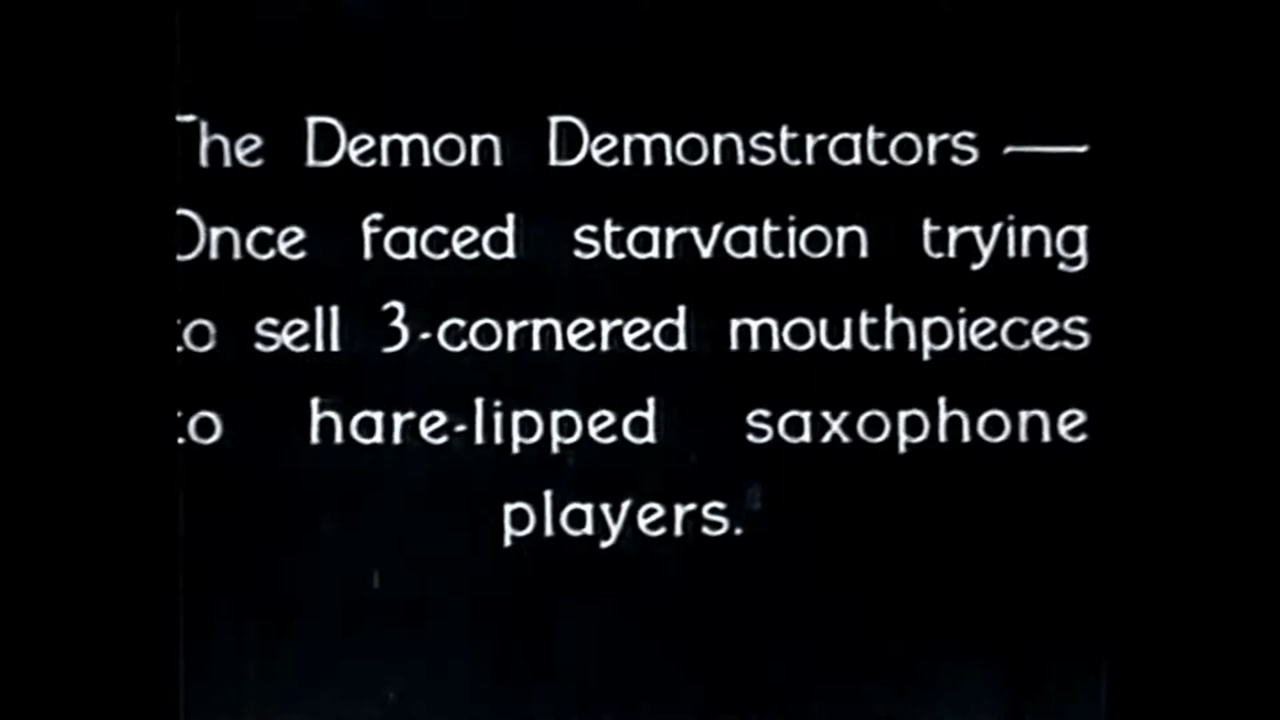 The Demon Demonstrators —
Once faced starvation trying
to sell 3-cornered mouthpieces
to hare-lipped saxophone
players.